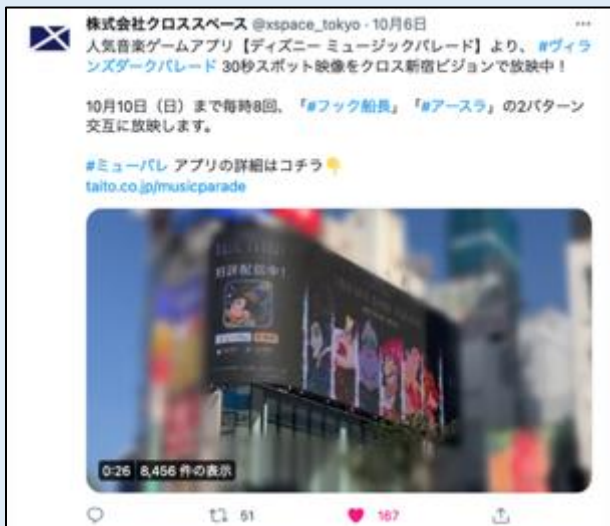 株式会社クロススペース @xspace_tokyo・10月6日
人気音楽ゲームアプリ【ディズニー ミュージックパレード】より、 #ヴィラ
ンズダークパレード 30秒スポット映像をクロス新宿ビジョンで放映中！
10月10日（日）まで毎時8回、「#フック船長」「#アースラ」の2パターン
交互に放映します。
#ミューパレ アプリの詳細はコチラ👇
taito.co.jp/musicparade
好評配信中！
0:26 8,456 件の表示
51 167